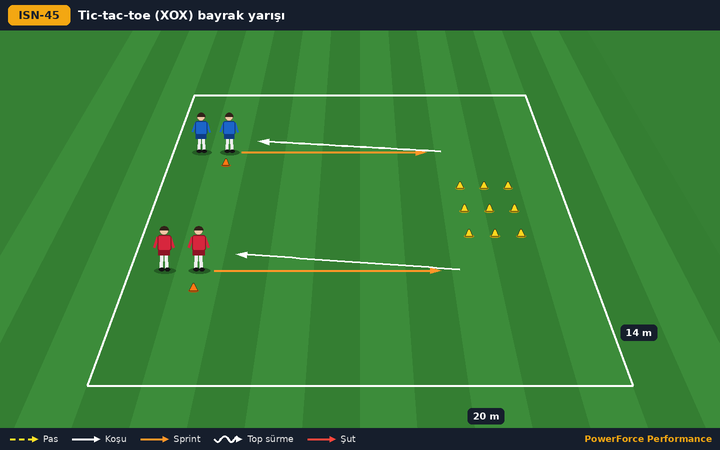 ISN-45 Tic-tac-toe (XOX) bayrak yarışı
14 m
20 m
Pas Koşu Sprint Top sürme Şut PowerForce Performance